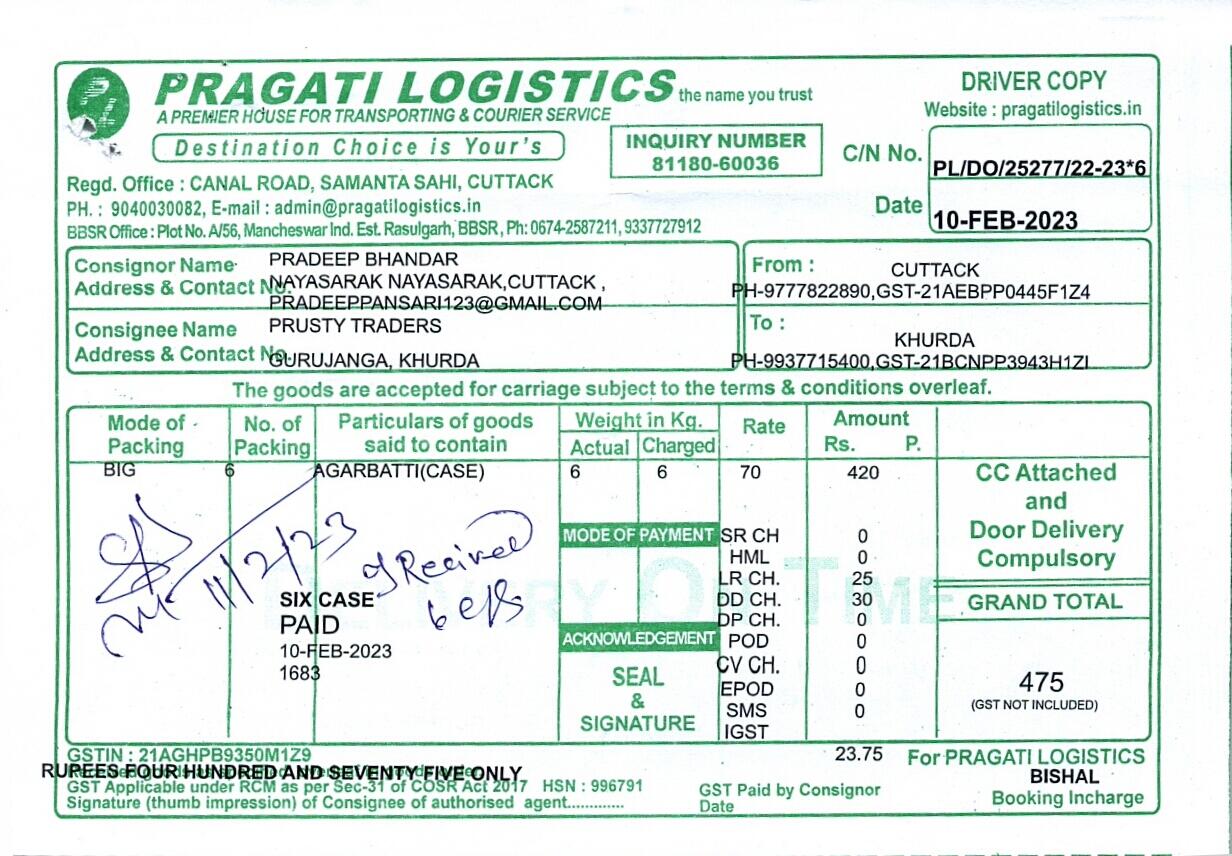 PRAGATI LOGISTICS the name you trust
A PREMIER HOUSE FOR TRANSPORTING & COURIER SERVICE
Destination Choice is Your's
INQUIRY NUMBER
81180-60036
DRIVER COPY
Website : pragatilogistics.in
C/N No. PL/DO/25277/22-23*6
Date 10-FEB-2023
Regd. Office : CANAL ROAD, SAMANTA SAHI, CUTTACK
PH. : 9040030082, E-mail : admin@pragatilogistics.in
BBSR Office : Plot No. A/56, Mancheswar Ind. Est. Rasulgarh, BBSR, Ph: 0674-2587211, 9337727912
Consignor Name PRADEEP BHANDAR
Address & Contact No. NAYASARAK NAYASARAK,CUTTACK ,
PRADEEPPANSARI123@GMAIL.COM
From : CUTTACK
PH-9777822890,GST-21AEBPP0445F1Z4
Consignee Name PRUSTY TRADERS
Address & Contact No. GURUJANGA, KHURDA
To : KHURDA
PH-9937715400,GST-21BCNPP3943H1ZI
The goods are accepted for carriage subject to the terms & conditions overleaf.
Mode of Packing No. of Packing Particulars of goods said to contain Weight in Kg. Actual Charged Rate Amount Rs. P.
BIG 6 AGARBATTI(CASE) 6 6 70 420
CC Attached
and
Door Delivery
Compulsory
MODE OF PAYMENT
SR CH 0
HML 0
LR CH. 25
DD CH. 30
DP CH. 0
POD 0
CV CH. 0
EPOD 0
SMS 0
IGST 23.75
11/2/23
Recived
6
SIX CASE
PAID
10-FEB-2023
1683
DELIVERY ON TIME
ACKNOWLEDGEMENT
SEAL
&
SIGNATURE
GRAND TOTAL
475
(GST NOT INCLUDED)
GSTIN : 21AGHPB9350M1Z9
RUPEES FOUR HUNDRED AND SEVENTY FIVE ONLY
GST Applicable under RCM as per Sec-31 of COSR Act 2017 HSN : 996791
Signature (thumb impression) of Consignee of authorised agent.............
GST Paid by Consignor
Date
For PRAGATI LOGISTICS
BISHAL
Booking Incharge